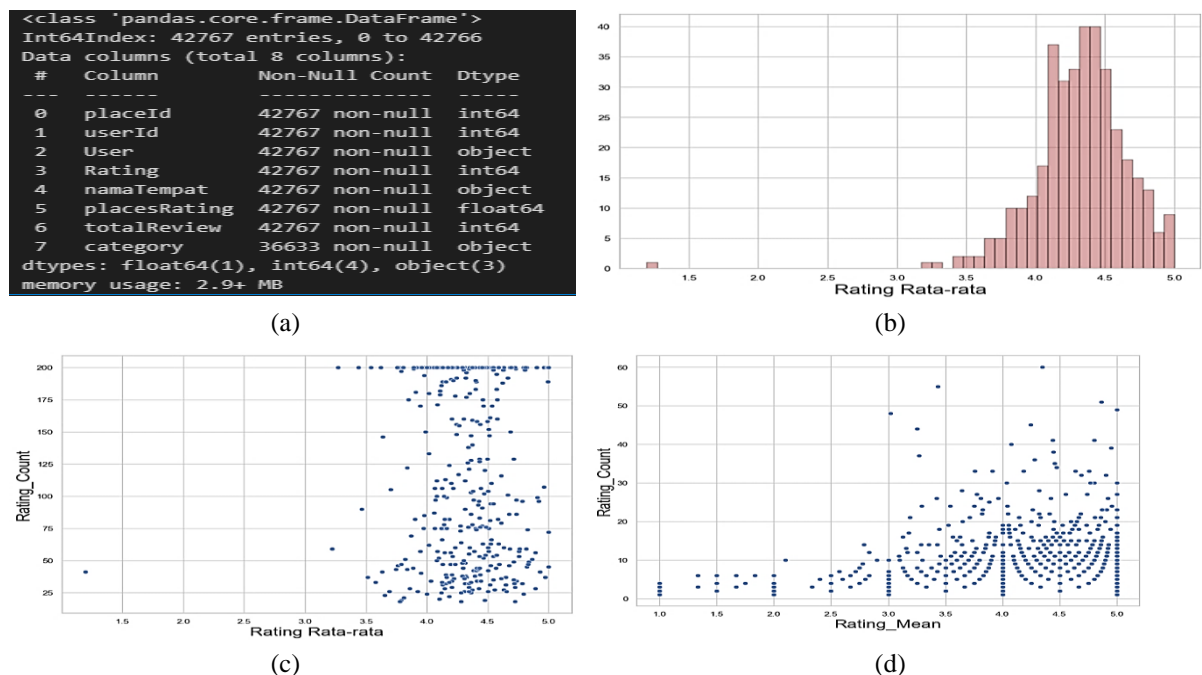 <class 'pandas.core.frame.DataFrame'>
Int64Index: 42767 entries, 0 to 42766
Data columns (total 8 columns):
# Column Non-Null Count Dtype
--- ------ -------------- -----
0 placeId 42767 non-null int64
1 userId 42767 non-null int64
2 User 42767 non-null object
3 Rating 42767 non-null int64
4 namaTempat 42767 non-null object
5 placesRating 42767 non-null float64
6 totalReview 42767 non-null int64
7 category 36633 non-null object
dtypes: float64(1), int64(4), object(3)
memory usage: 2.9+ MB
(a)
40
35
30
25
20
15
10
5
0
1.5 2.0 2.5 3.0 3.5 4.0 4.5 5.0
Rating Rata-rata
(b)
200
175
150
125
100
75
50
25
Rating_Count
1.5 2.0 2.5 3.0 3.5 4.0 4.5 5.0
Rating Rata-rata
(c)
60
50
40
30
20
10
0
Rating_Count
1.0 1.5 2.0 2.5 3.0 3.5 4.0 4.5 5.0
Rating_Mean
(d)